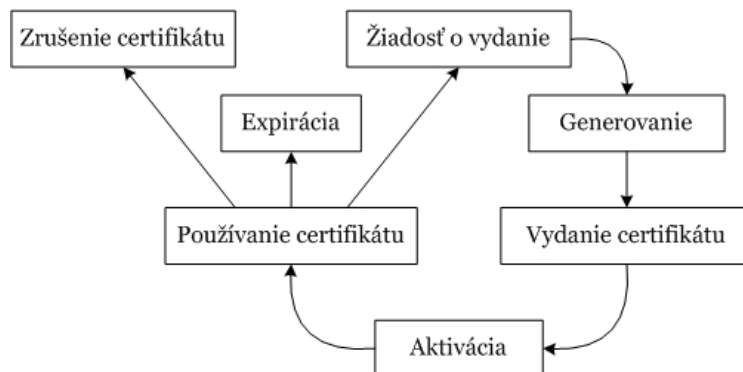 Zrušenie certifikátu
Žiadosť o vydanie
Expirácia
Generovanie
Používanie certifikátu
Vydanie certifikátu
Aktivácia